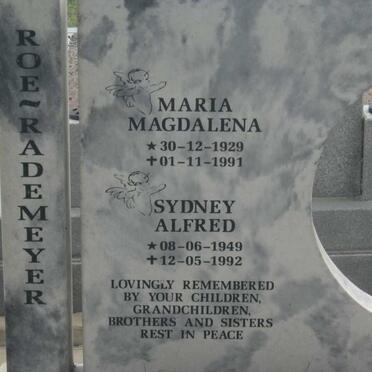 ROE~RADEMEYER
MARIA
MAGDALENA
★ 30-12-1929
✝ 01-11-1991
SYDNEY
ALFRED
★ 08-06-1949
✝ 12-05-1992
LOVINGLY REMEMBERED
BY YOUR CHILDREN,
GRANDCHILDREN,
BROTHERS AND SISTERS
REST IN PEACE